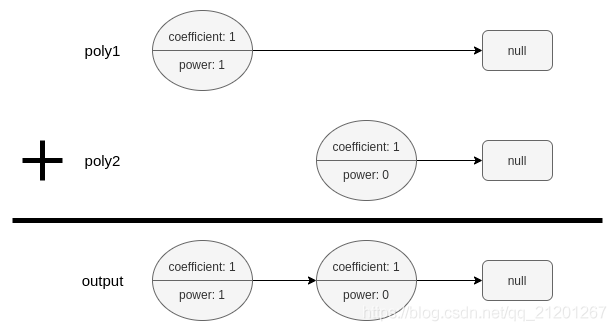 coefficient: 1
poly1
null
power: 1
coefficient: 1
poly2
null
power: 0
coefficient: 1
coefficient: 1
output
null
power: 1
power: 0
https://blog.csdn.net/qq_21201267